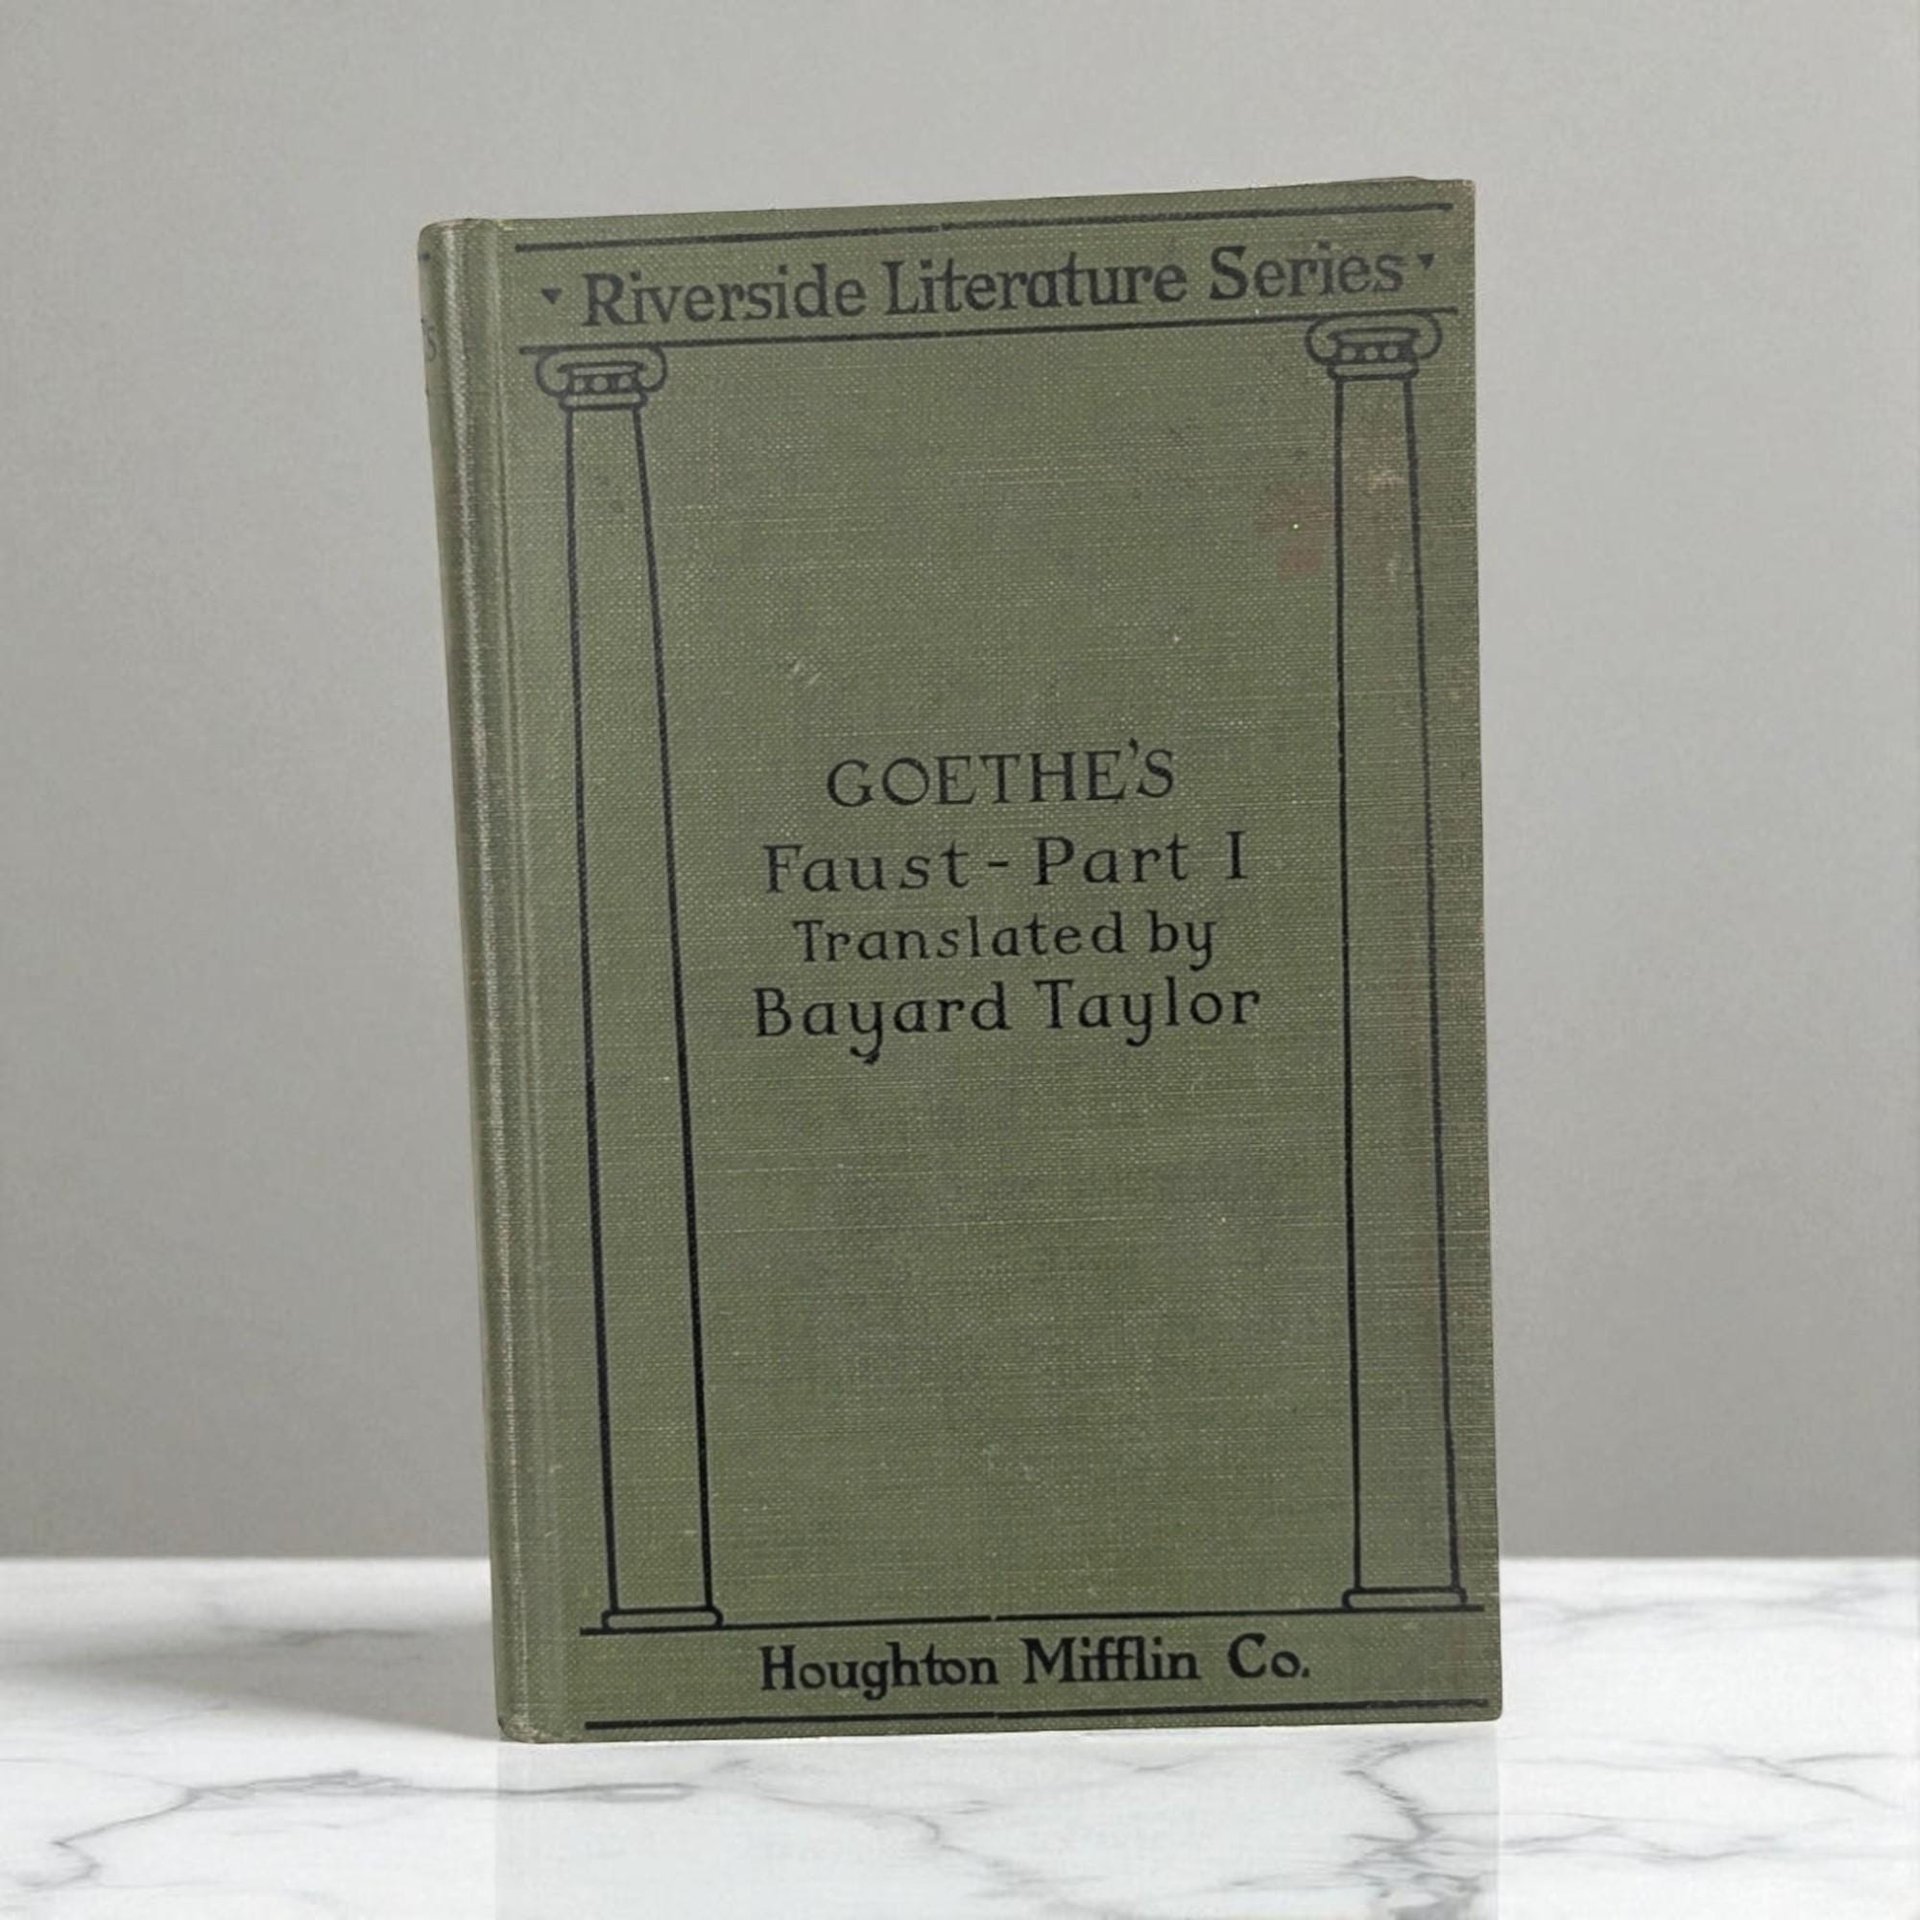 Riverside Literature Series
GOETHE'S
Faust - Part I
Translated by
Bayard Taylor
Houghton Mifflin Co.